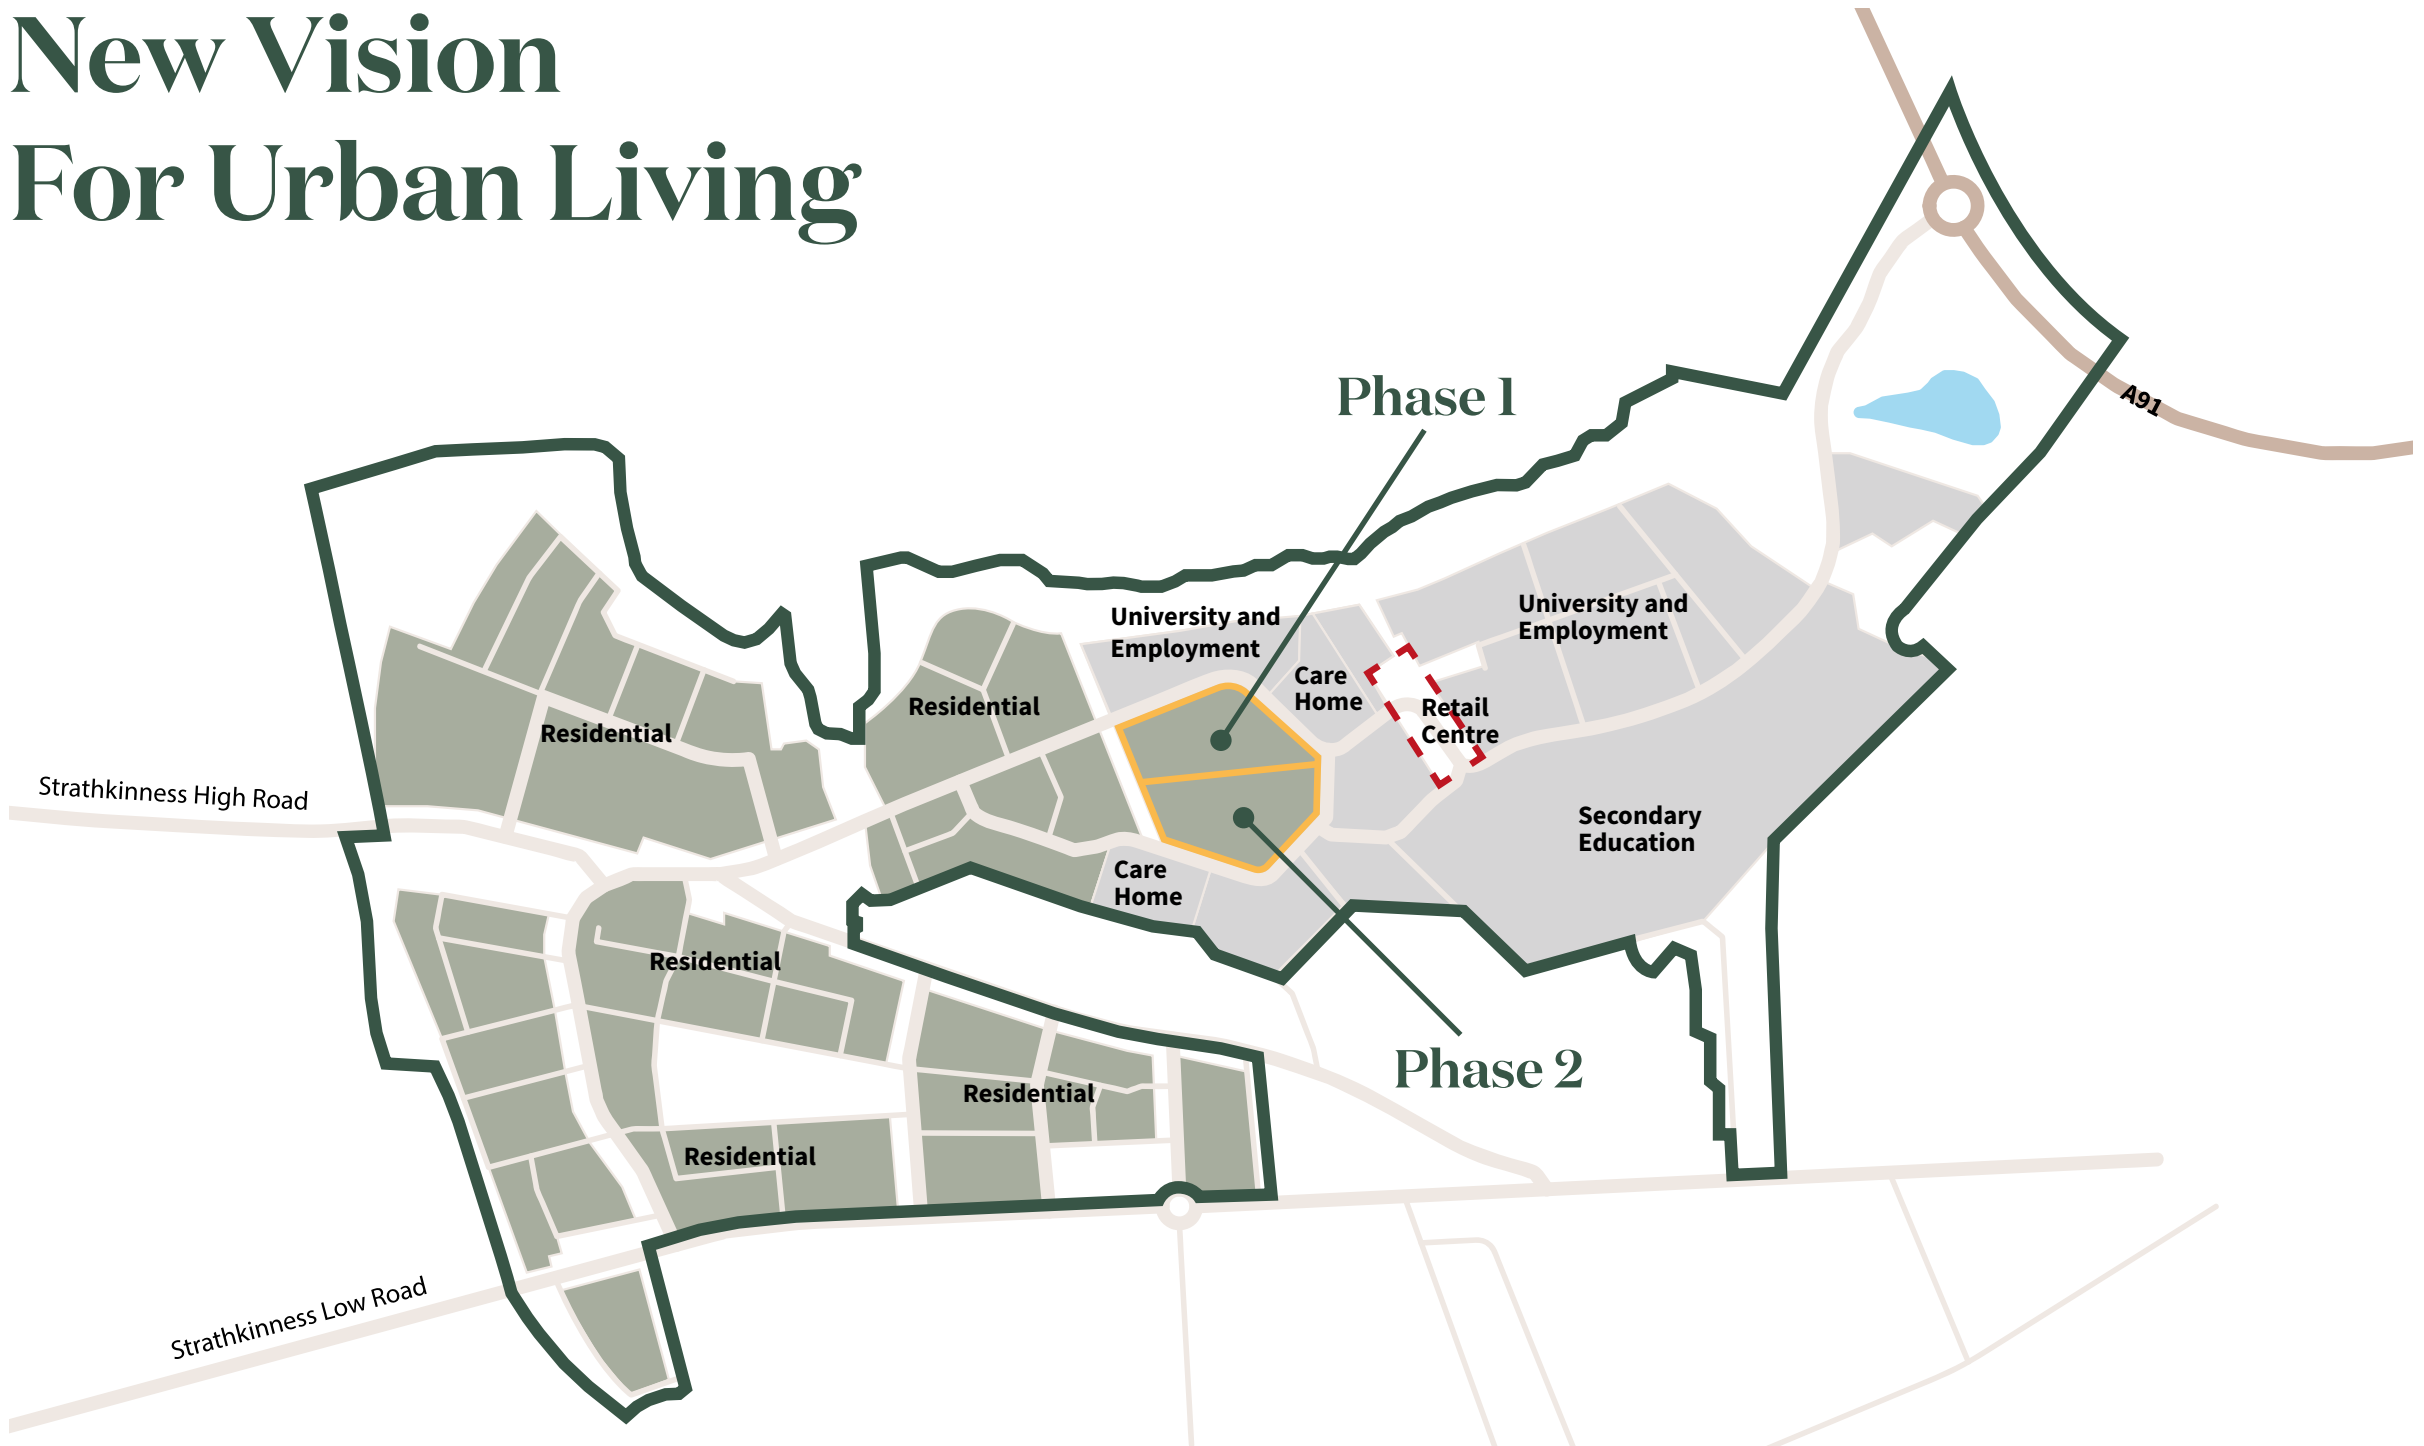 New Vision
For Urban Living
Phase 1
A91
University and
Employment
University and
Employment
Care
Home
Residential
Retail
Centre
Residential
Strathkinness High Road
Secondary
Education
Care
Home
Residential
Phase 2
Residential
Residential
Strathkinness Low Road